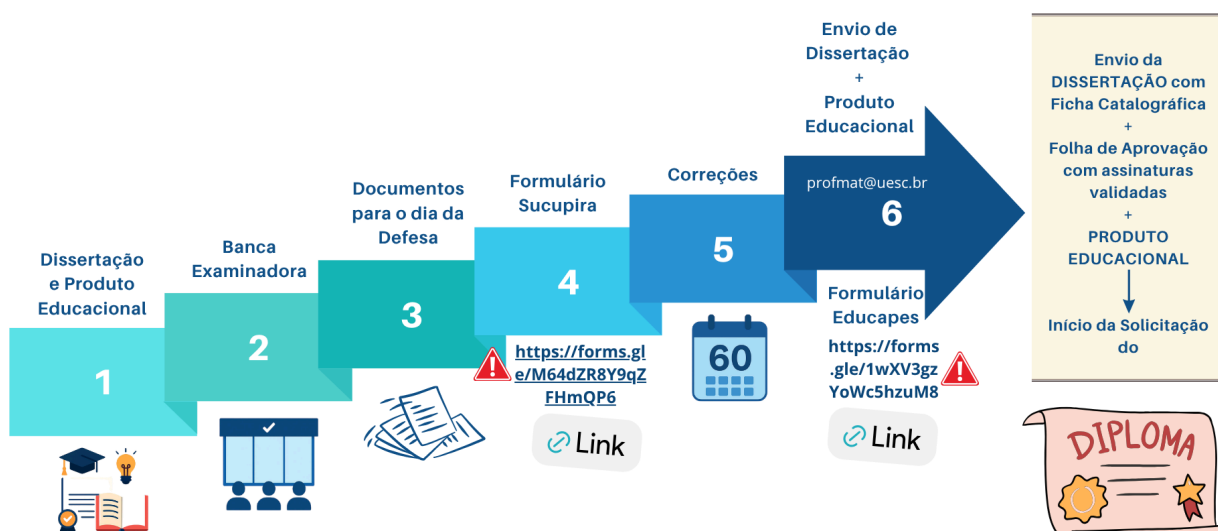 Dissertação
e Produto
Educacional
1
Banca
Examinadora
2
Documentos
para o dia da
Defesa
3
Formulário
Sucupira
4
https://forms.gl
e/M64dZR8Y9qZ
FHmQP6
Link
Correções
5
60
Envio de
Dissertação
+
Produto
Educacional
profmat@uesc.br
6
Formulário
Educapes
https://forms
.gle/1wXV3gz
YoWc5hzuM8
Link
Envio da
DISSERTAÇÃO com
Ficha Catalográfica
+
Folha de Aprovação
com assinaturas
validadas
+
PRODUTO
EDUCACIONAL
Início da Solicitação
do
DIPLOMA